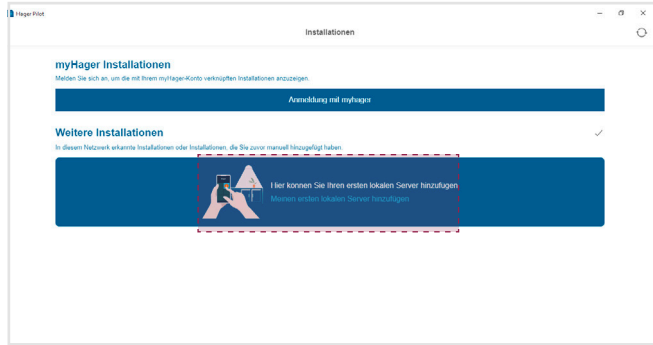 Hager Pilot
Installationen
myHager Installationen
Melden Sie sich an, um die mit Ihrem myHager-Konto verknüpften Installationen anzuzeigen.
Anmeldung mit myhager
Weitere Installationen
In diesem Netzwerk erkannte Installationen oder Installationen, die Sie zuvor manuell hinzugefügt haben.
Hier können Sie Ihren ersten lokalen Server hinzufügen
Meinen ersten lokalen Server hinzufügen